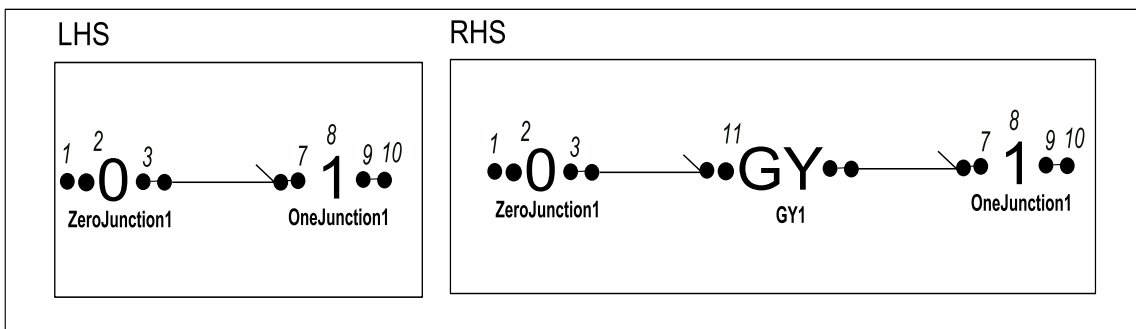 LHS
1 2 3 7 8 9 10
0 1
ZeroJunction1 OneJunction1
RHS
1 2 3 11 7 8 9 10
0 GY 1
ZeroJunction1 GY1 OneJunction1